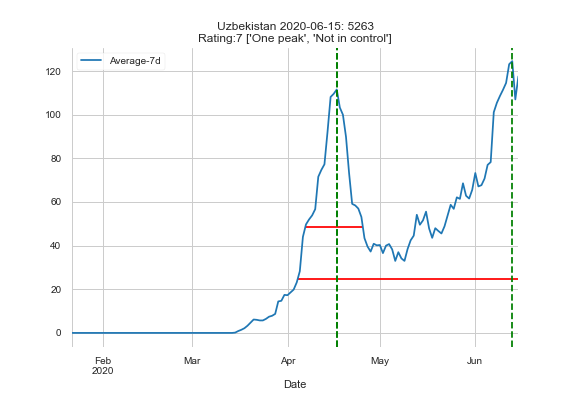 Uzbekistan 2020-06-15: 5263
Rating:7 ['One peak', 'Not in control']
Average-7d
120
100
80
60
40
20
0
Feb
2020
Mar
Apr
May
Jun
Date